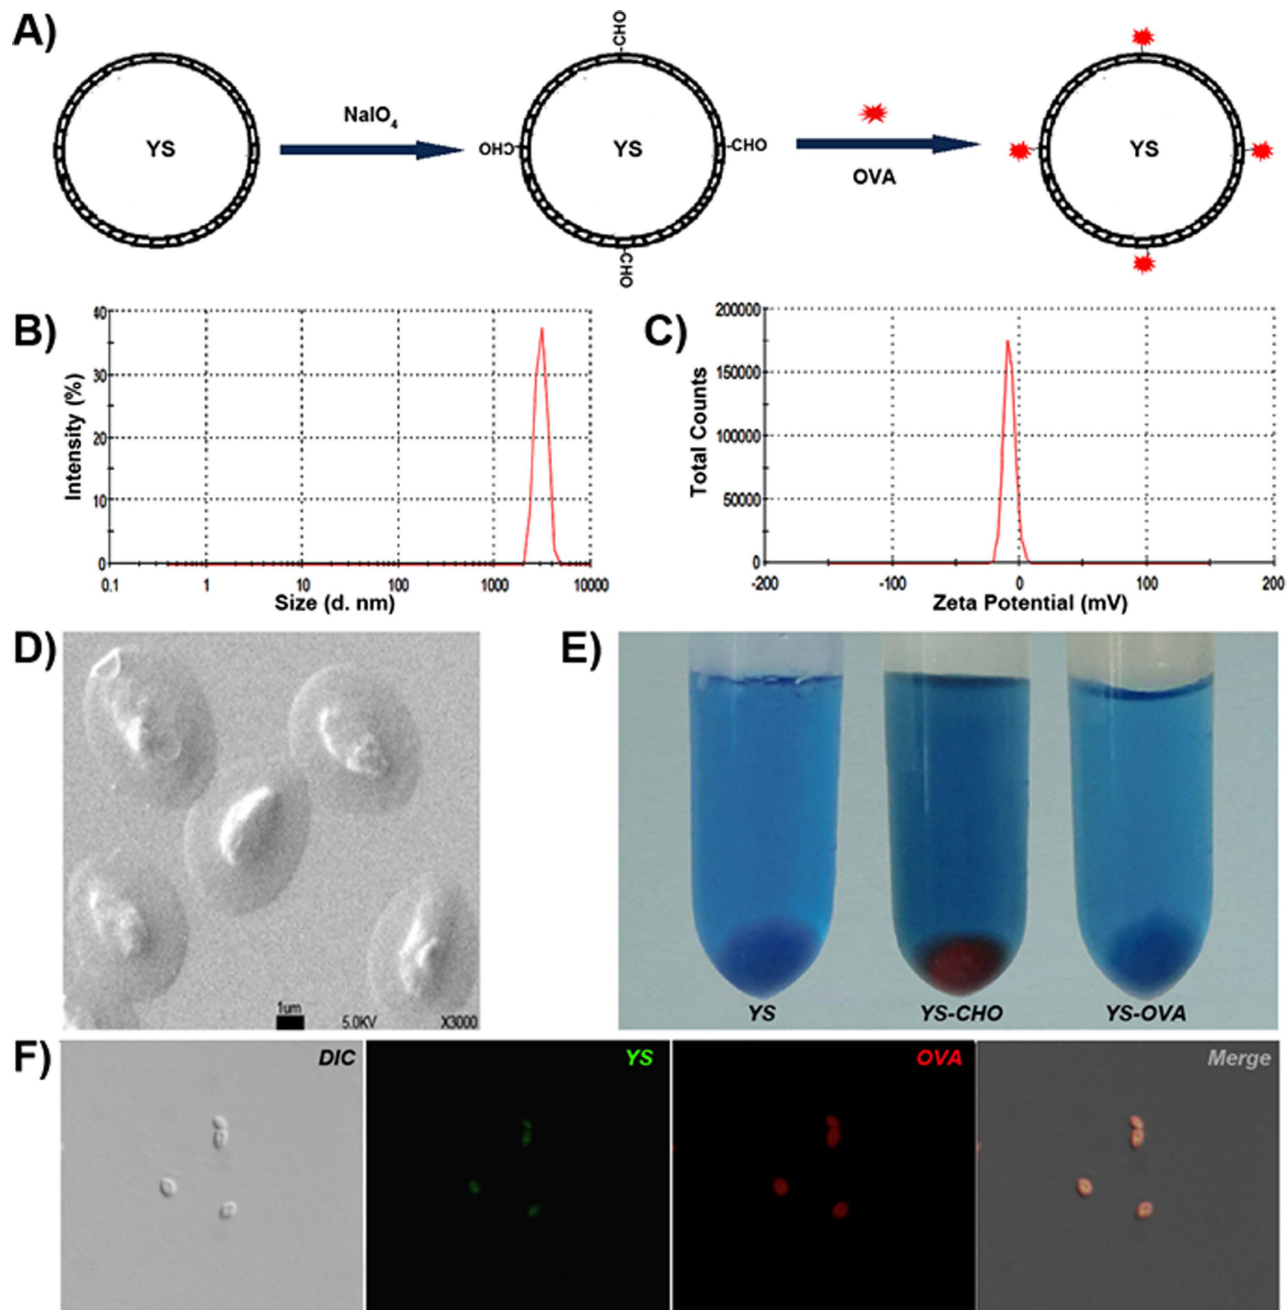 A)
YS
NaIO4
CHO
CHO
YS
-CHO
CHO
OVA
YS
B)
Intensity (%)
40
30
20
10
0
0.1
1
10
100
1000
10000
Size (d. nm)
C)
Total Counts
200000
150000
100000
50000
0
-200
-100
0
100
200
Zeta Potential (mV)
D)
1um
5.0KV
X3000
E)
YS
YS-CHO
YS-OVA
F)
DIC
YS
OVA
Merge